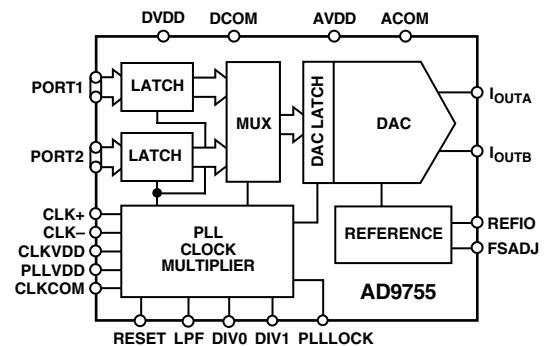 DVDD DCOM AVDD ACOM
PORT1
LATCH
PORT2
LATCH
MUX
DAC LATCH
DAC
IOUTA
IOUTB
CLK+
CLK–
CLKVDD
PLLVDD
CLKCOM
PLL
CLOCK
MULTIPLIER
REFERENCE
REFIO
FSADJ
AD9755
RESET LPF DIV0 DIV1 PLLLOCK